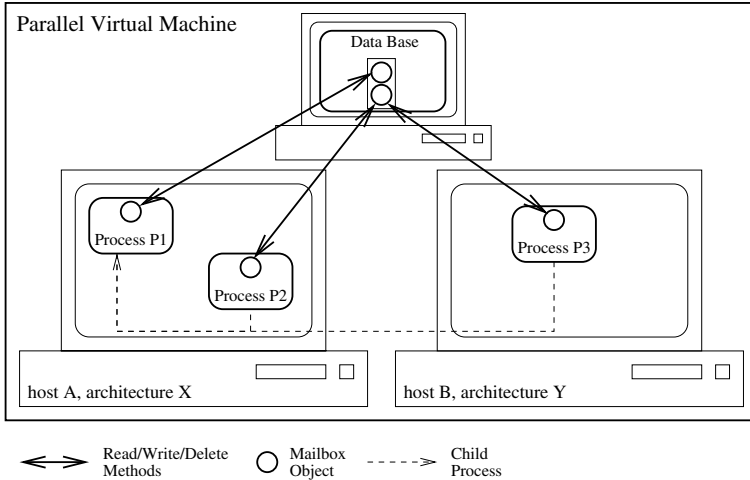 Parallel Virtual Machine
Data Base
Process P1
Process P2
Process P3
host A, architecture X
host B, architecture Y
Read/Write/Delete
Methods
Mailbox
Object
Child
Process